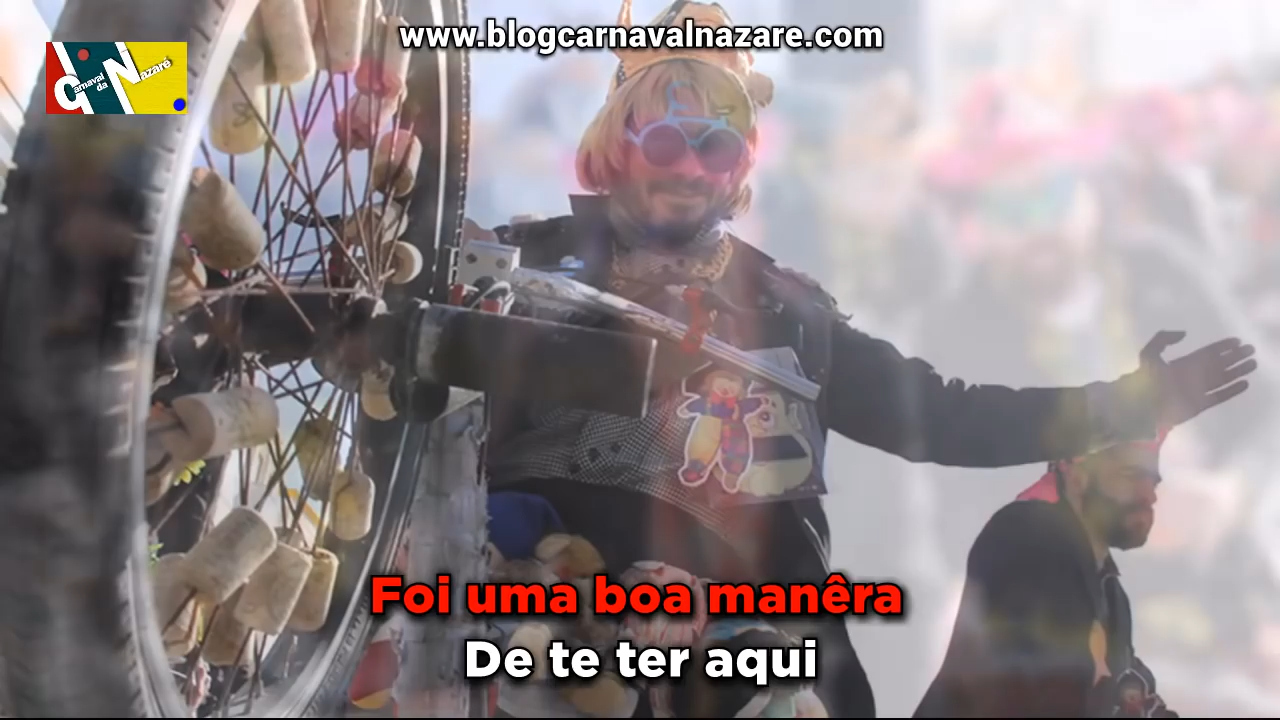 www.blogcarnavalnazare.com
Carnaval
da
Nazaré
Foi uma boa manêra
De te ter aqui